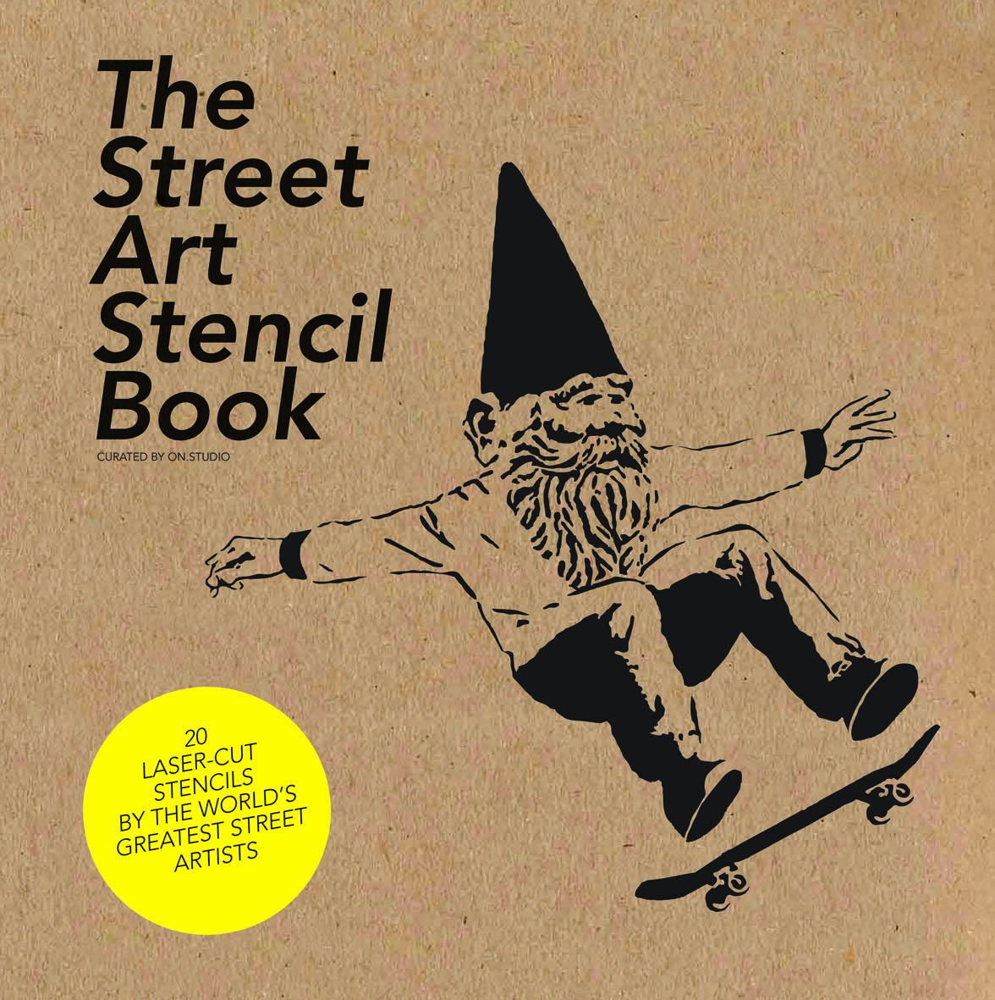 The
Street
Art
Stencil
Book
CURATED BY ON.STUDIO
20
LASER-CUT
STENCILS
BY THE WORLD'S
GREATEST STREET
ARTISTS